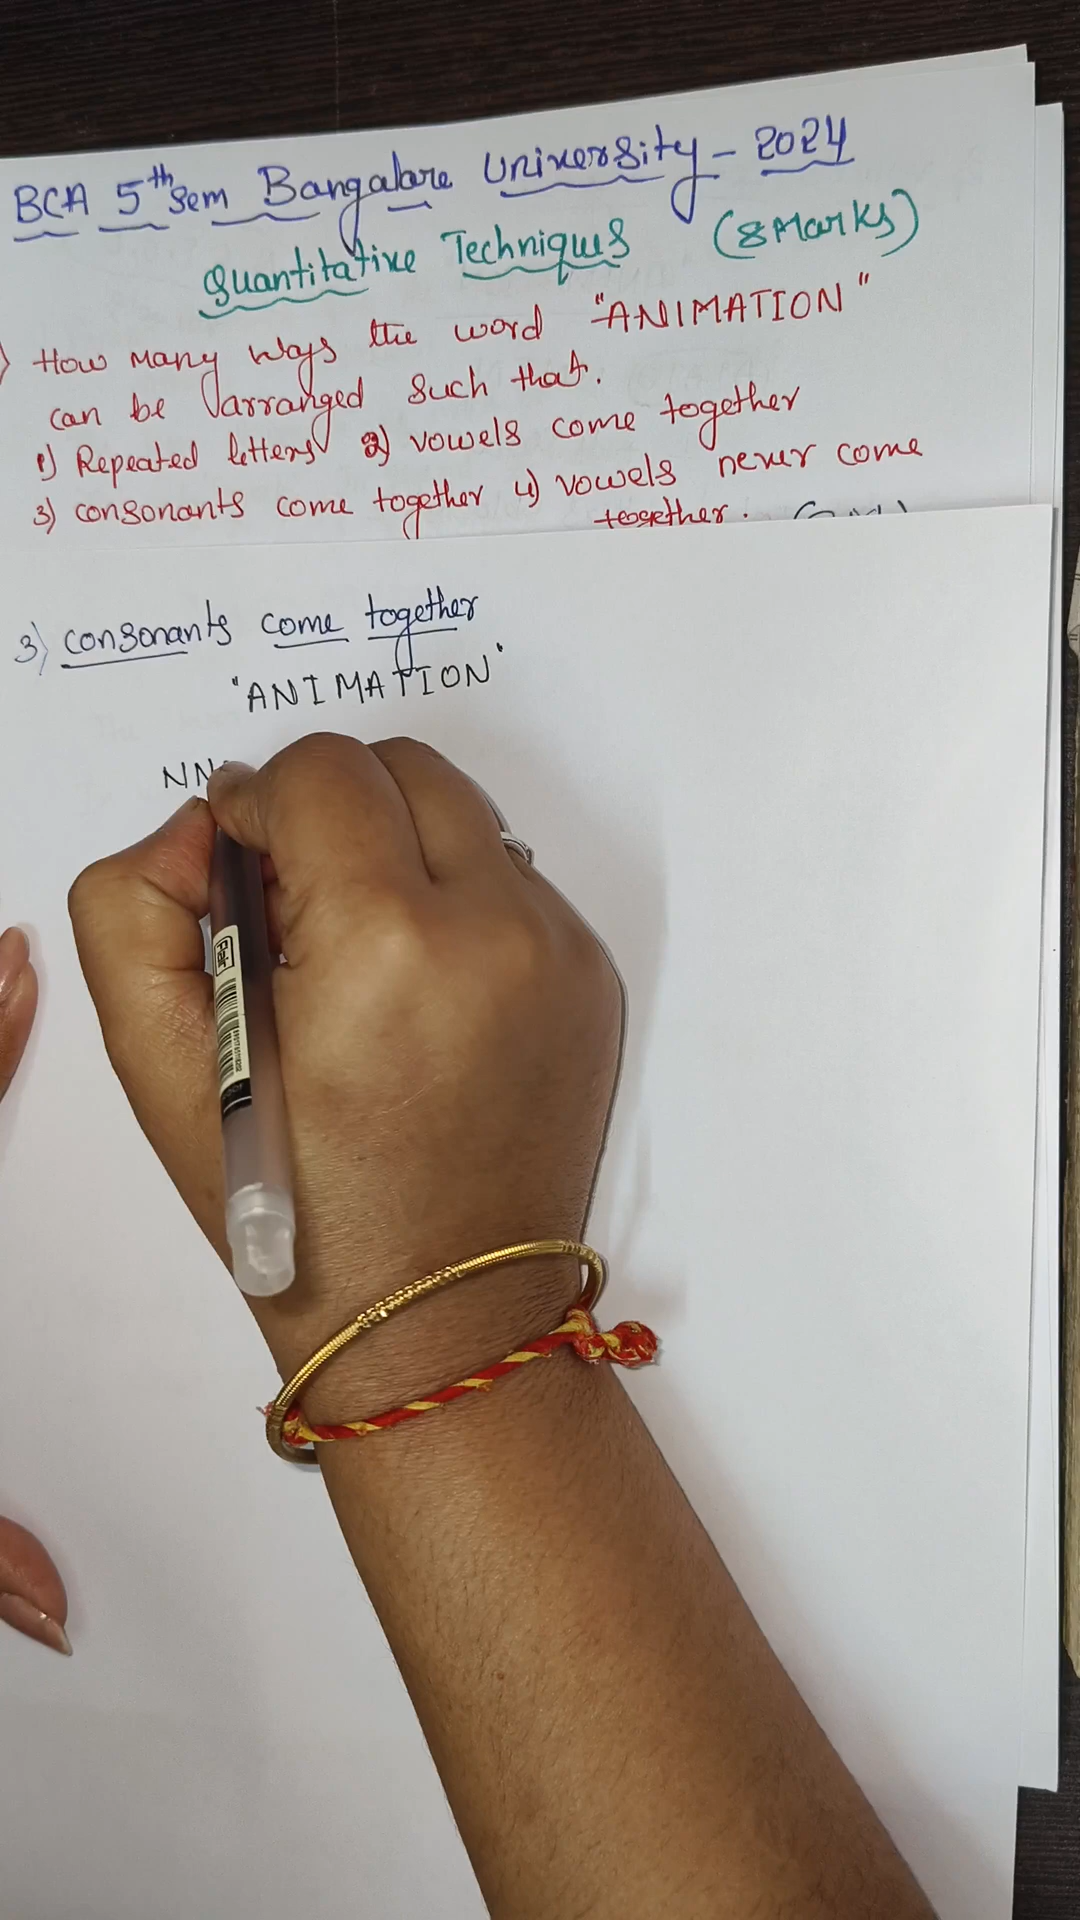 BCA 5th Sem Bangalore University - 2024
Quantitative Techniques (8 Marks)
How many ways the word "ANIMATION"
can be arranged such that.
1) Repeated letters 2) vowels come together
3) consonants come together 4) vowels never come
together.
3) consonants come together
"ANIMATION"
NN
Flair